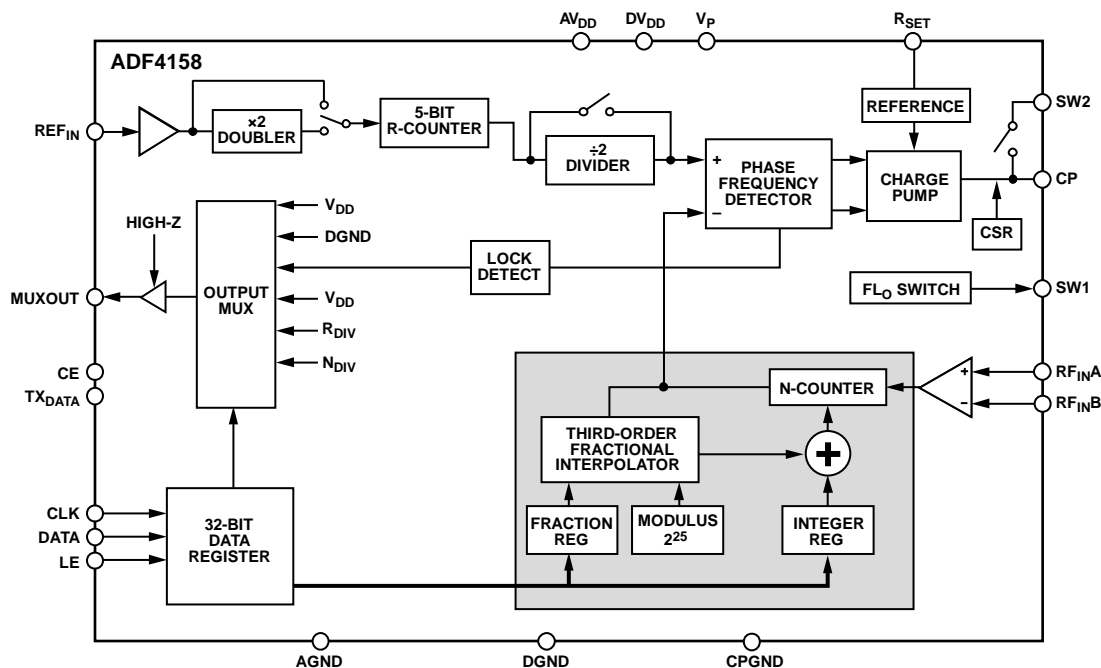 AVDD DVDD VP RSET
ADF4158
REFIN
×2
DOUBLER
5-BIT
R-COUNTER
÷2
DIVIDER
+
−
PHASE
FREQUENCY
DETECTOR
REFERENCE
CHARGE
PUMP
SW2
CP
CSR
HIGH-Z
MUXOUT
OUTPUT
MUX
VDD
DGND
VDD
RDIV
NDIV
LOCK
DETECT
FLO SWITCH
SW1
CE
TXDATA
N-COUNTER
+
−
RFINA
RFINB
THIRD-ORDER
FRACTIONAL
INTERPOLATOR
+
FRACTION
REG
MODULUS
2²⁵
INTEGER
REG
CLK
DATA
LE
32-BIT
DATA
REGISTER
AGND DGND CPGND